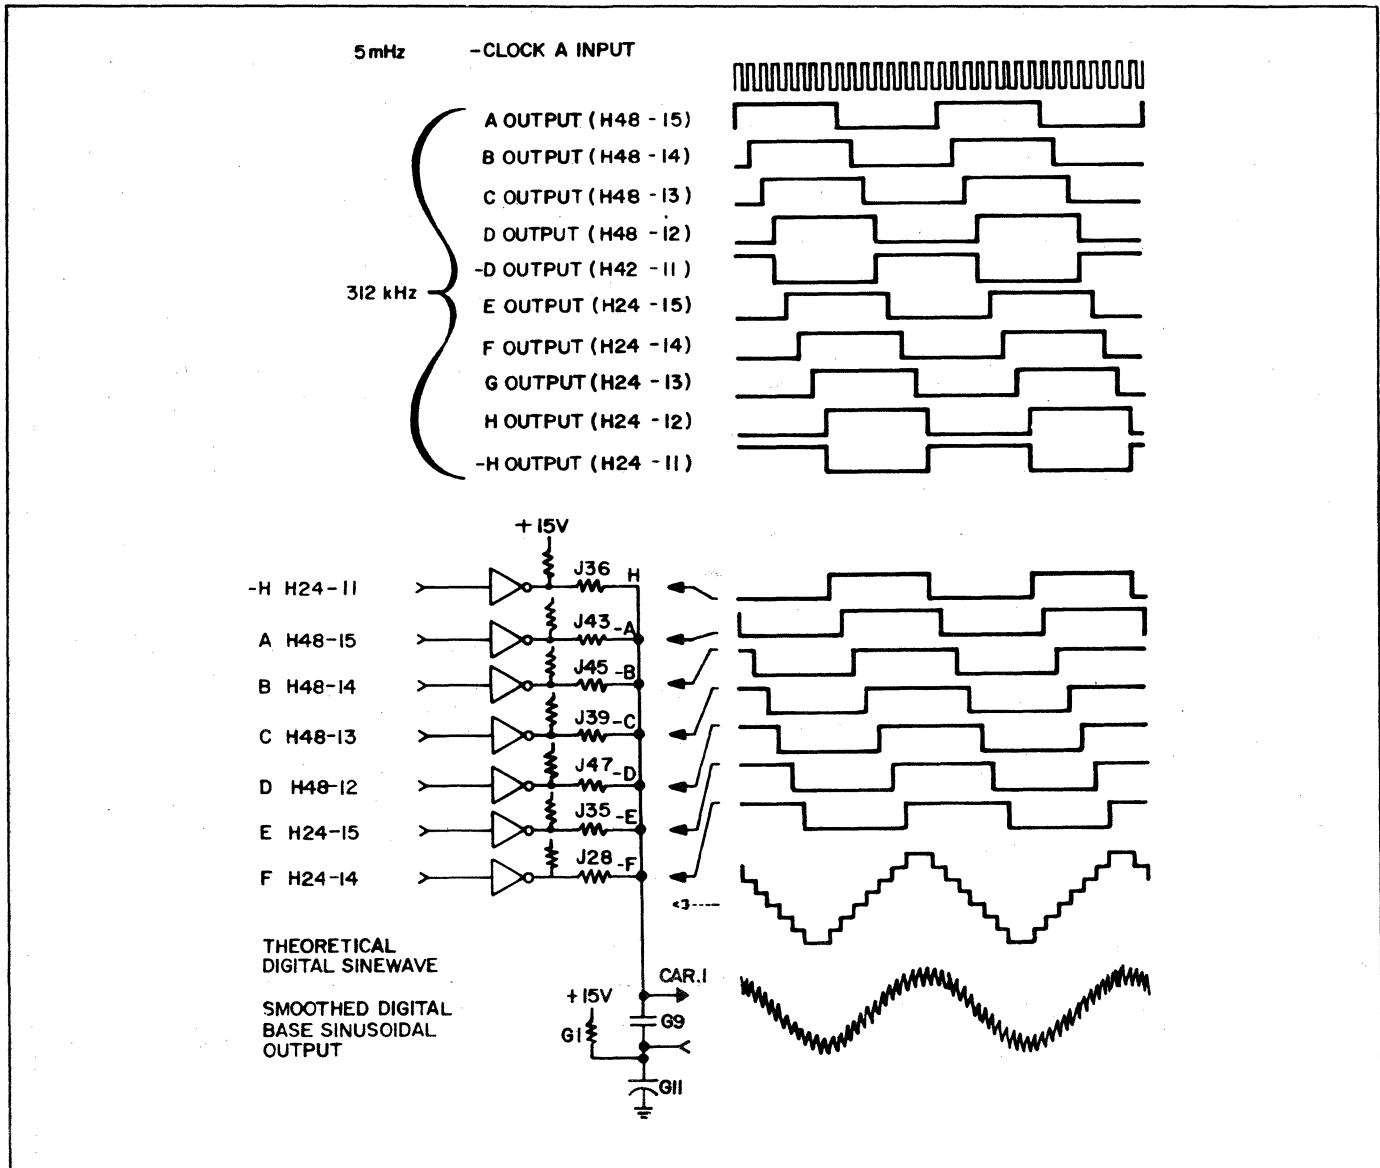 5mHz -CLOCK A INPUT
A OUTPUT (H48-15)
B OUTPUT (H48-14)
C OUTPUT (H48-13)
D OUTPUT (H48-12)
-D OUTPUT (H42-11)
312 kHz
E OUTPUT (H24-15)
F OUTPUT (H24-14)
G OUTPUT (H24-13)
H OUTPUT (H24-12)
-H OUTPUT (H24-11)
+15V
-H H24-11 J36 H
A H48-15 J43 -A
B H48-14 J45 -B
C H48-13 J39 -C
D H48-12 J47 -D
E H24-15 J35 -E
F H24-14 J28 -F
THEORETICAL
DIGITAL SINEWAVE
CAR.1
+15V
SMOOTHED DIGITAL
BASE SINUSOIDAL
OUTPUT
G9
G1
G11